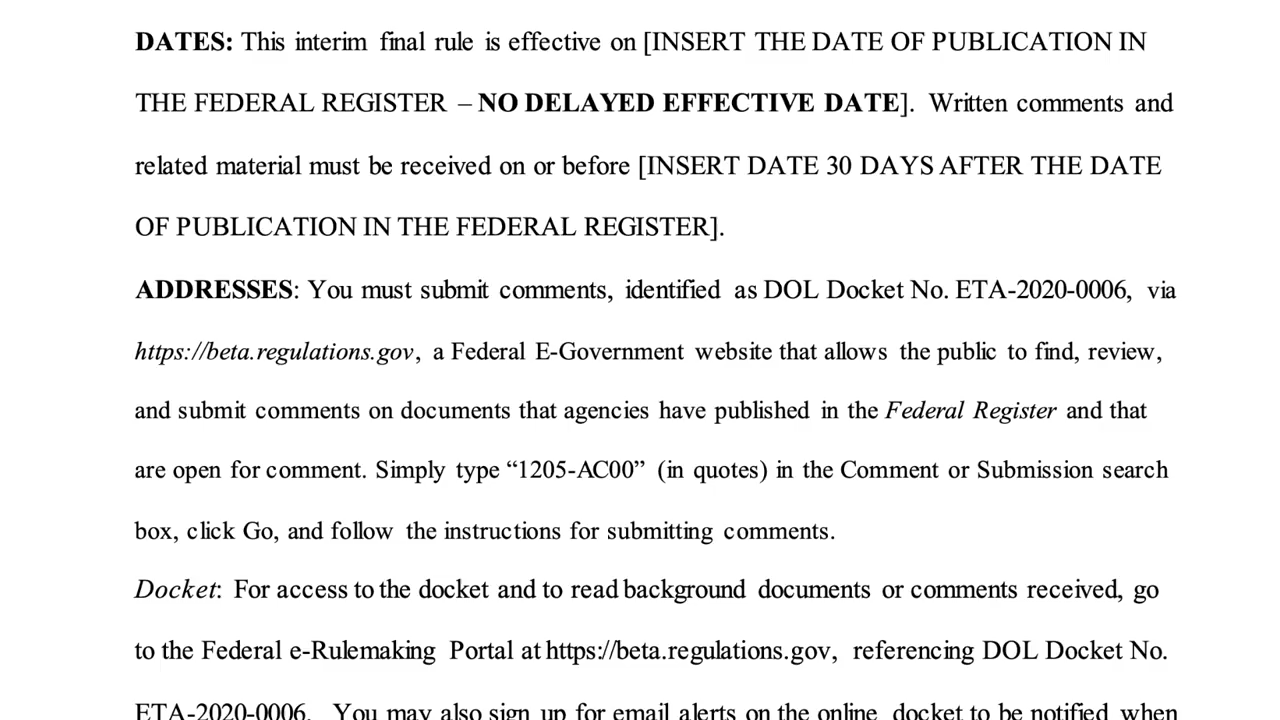 DATES: This interim final rule is effective on [INSERT THE DATE OF PUBLICATION IN
THE FEDERAL REGISTER – NO DELAYED EFFECTIVE DATE]. Written comments and
related material must be received on or before [INSERT DATE 30 DAYS AFTER THE DATE
OF PUBLICATION IN THE FEDERAL REGISTER].
ADDRESSES: You must submit comments, identified as DOL Docket No. ETA-2020-0006, via
https://beta.regulations.gov, a Federal E-Government website that allows the public to find, review,
and submit comments on documents that agencies have published in the Federal Register and that
are open for comment. Simply type “1205-AC00” (in quotes) in the Comment or Submission search
box, click Go, and follow the instructions for submitting comments.
Docket: For access to the docket and to read background documents or comments received, go
to the Federal e-Rulemaking Portal at https://beta.regulations.gov, referencing DOL Docket No.
ETA-2020-0006. You may also sign up for email alerts on the online docket to be notified when